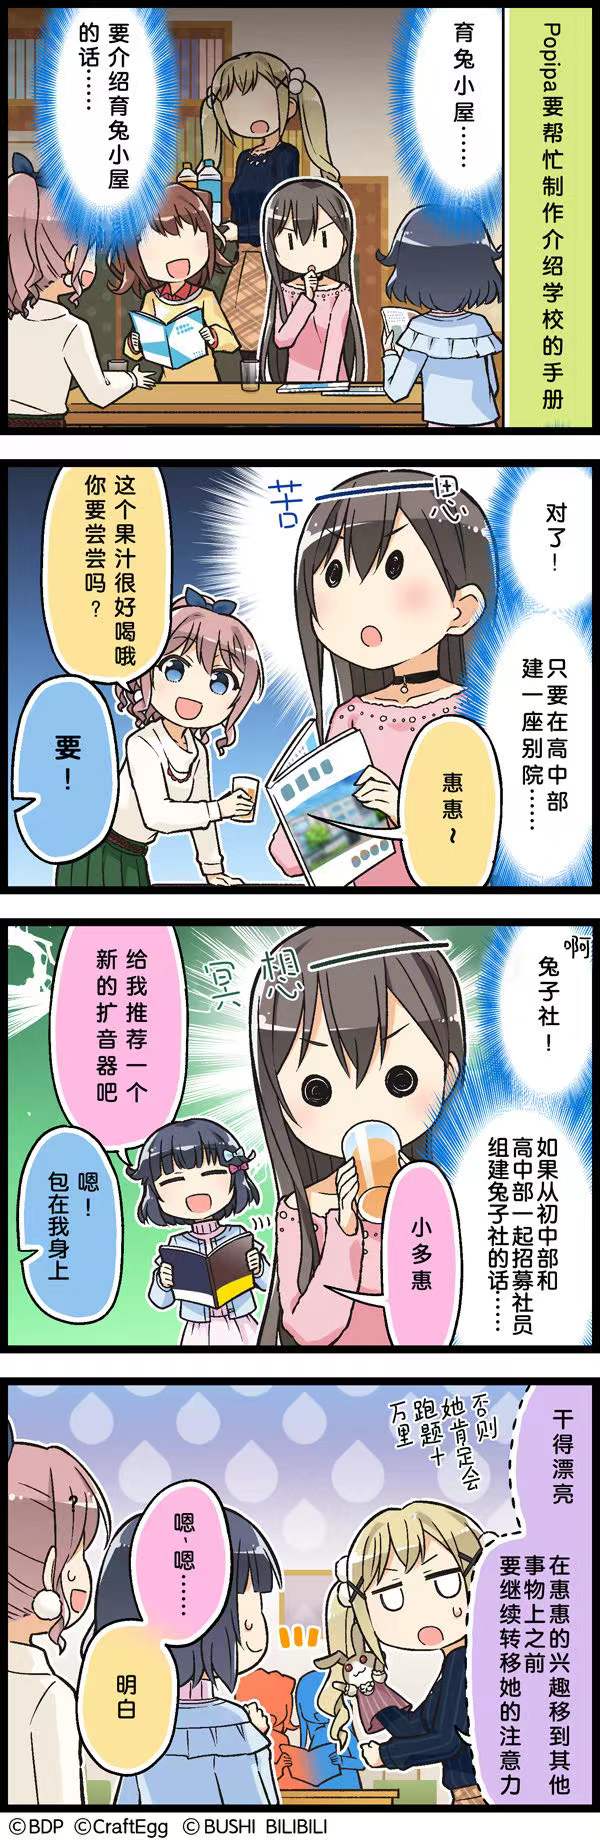 Popipa要帮忙制作介绍学校的手册
育兔小屋……
要介绍育兔小屋
的话……
对了！
只要在高中部
建一座别院……
苦思
这个果汁很好喝哦
你要尝尝吗？
惠惠~
要！
啊
兔子社！
如果从初中部和
高中部一起招募社员
组建兔子社的话……
冥想
给我推荐一个
新的扩音器吧
小多惠
嗯！
包在我身上
干得漂亮
在惠惠的兴趣移到其他
事物上之前
要继续转移她的注意力
否则
她肯定会
跑题十
万里
?
嗯、嗯……
明白
©BDP ©CraftEgg ©BUSHI BILIBILI